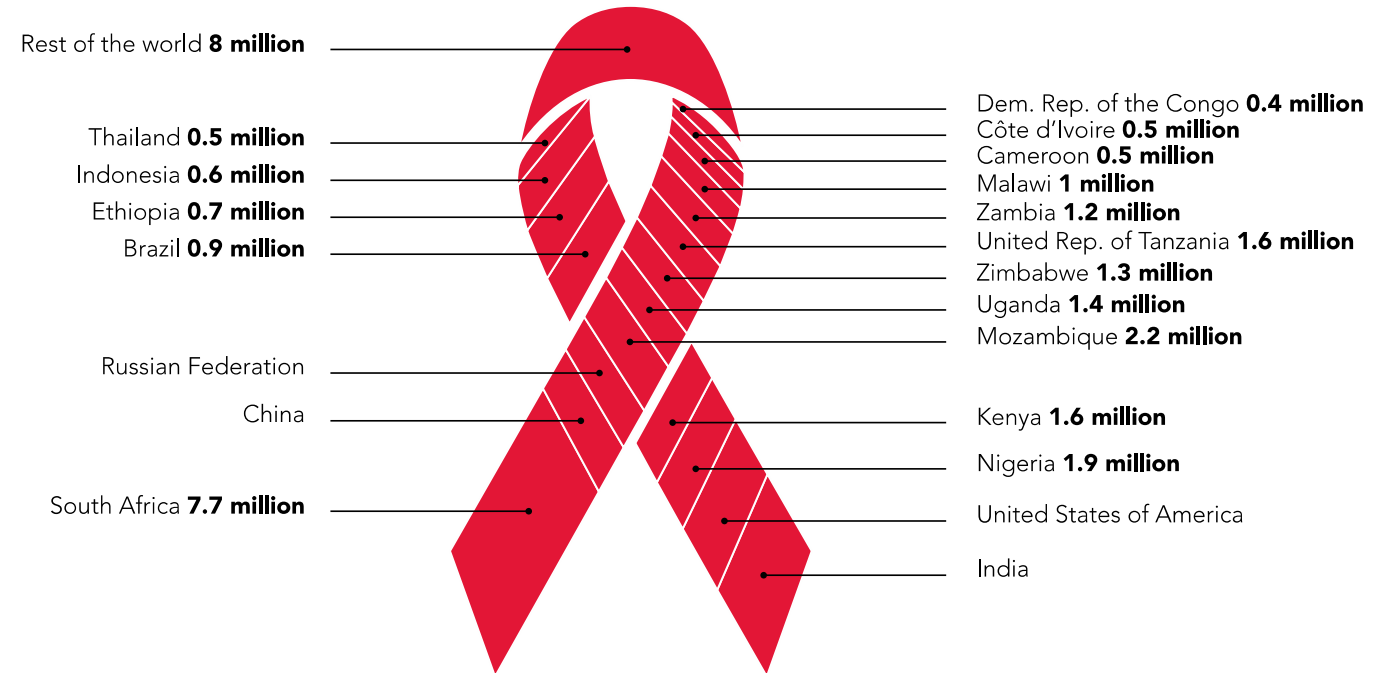 Rest of the world 8 million
Thailand 0.5 million
Indonesia 0.6 million
Ethiopia 0.7 million
Brazil 0.9 million
Russian Federation
China
South Africa 7.7 million
Dem. Rep. of the Congo 0.4 million
Côte d’Ivoire 0.5 million
Cameroon 0.5 million
Malawi 1 million
Zambia 1.2 million
United Rep. of Tanzania 1.6 million
Zimbabwe 1.3 million
Uganda 1.4 million
Mozambique 2.2 million
Kenya 1.6 million
Nigeria 1.9 million
United States of America
India